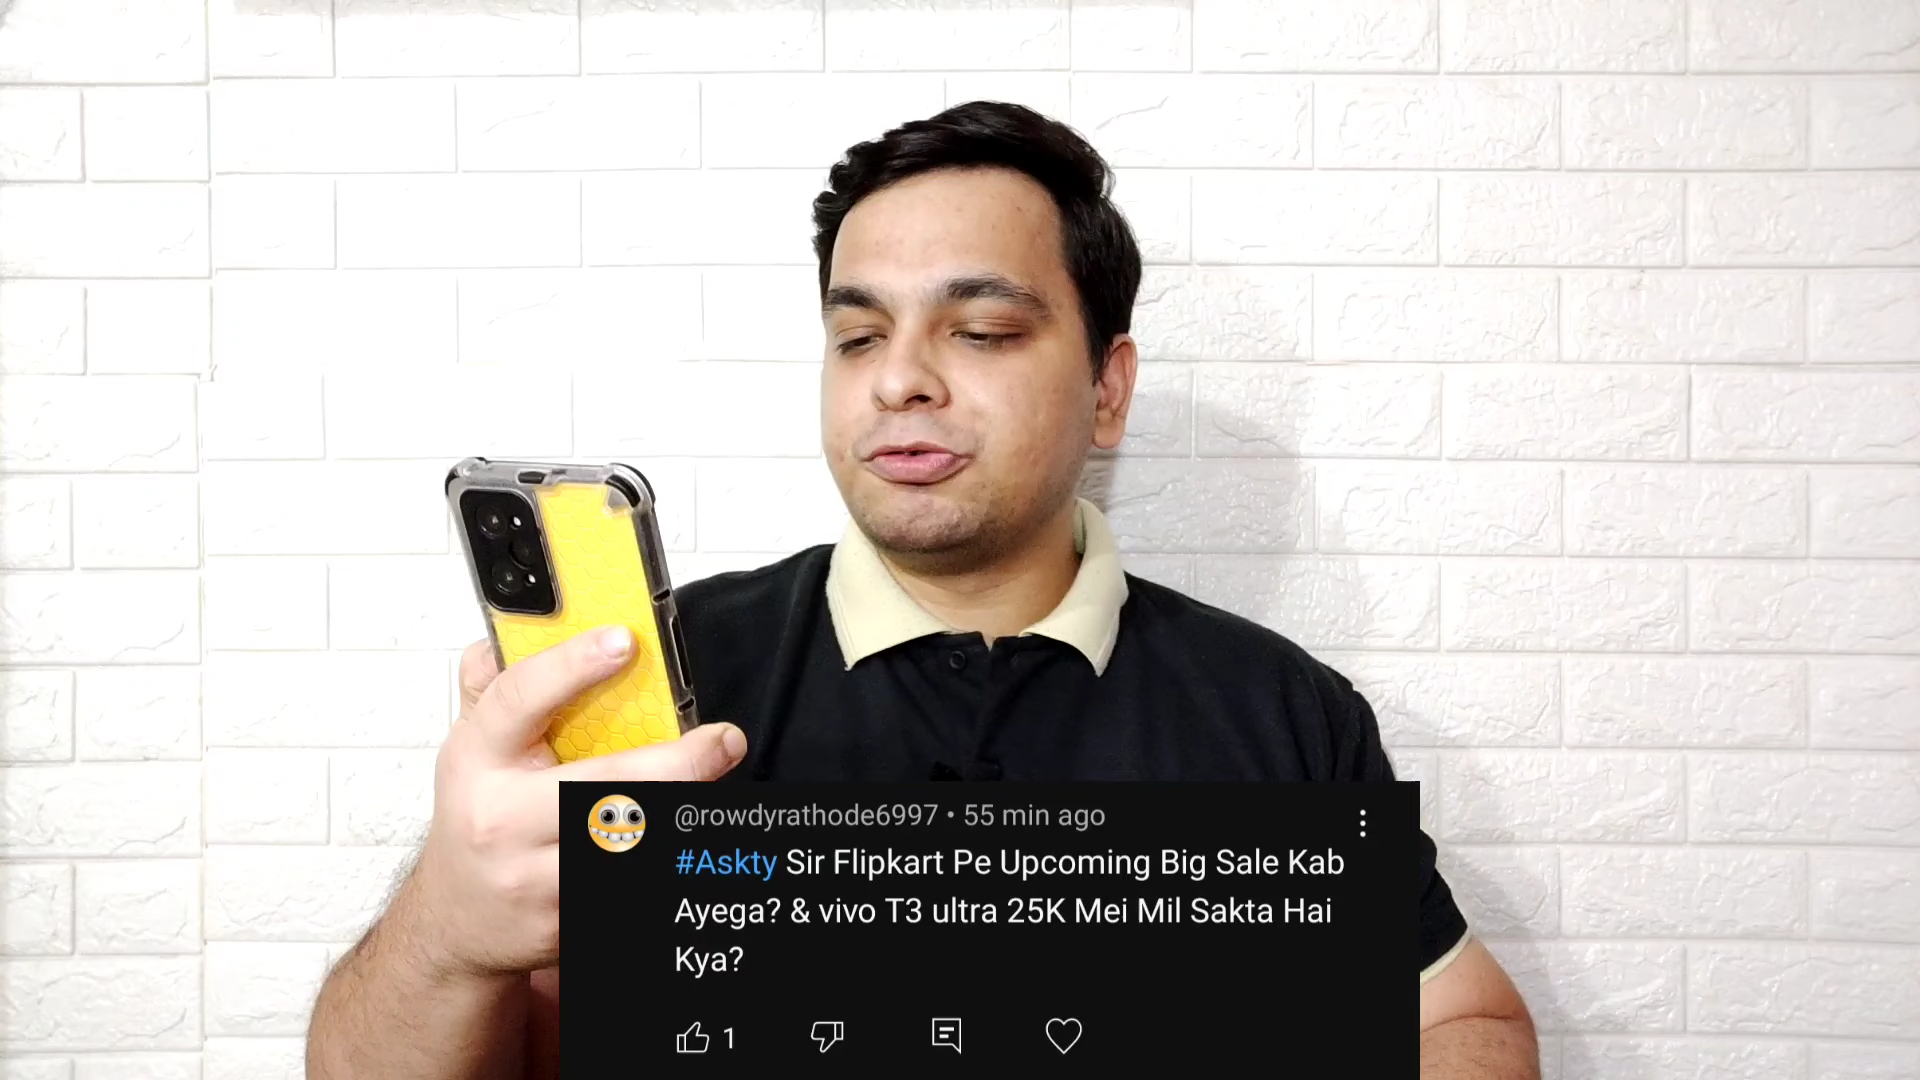 @rowdyrathode6997 • 55 min ago
#Askty Sir Flipkart Pe Upcoming Big Sale Kab
Ayega? & vivo T3 ultra 25K Mei Mil Sakta Hai
Kya?
1